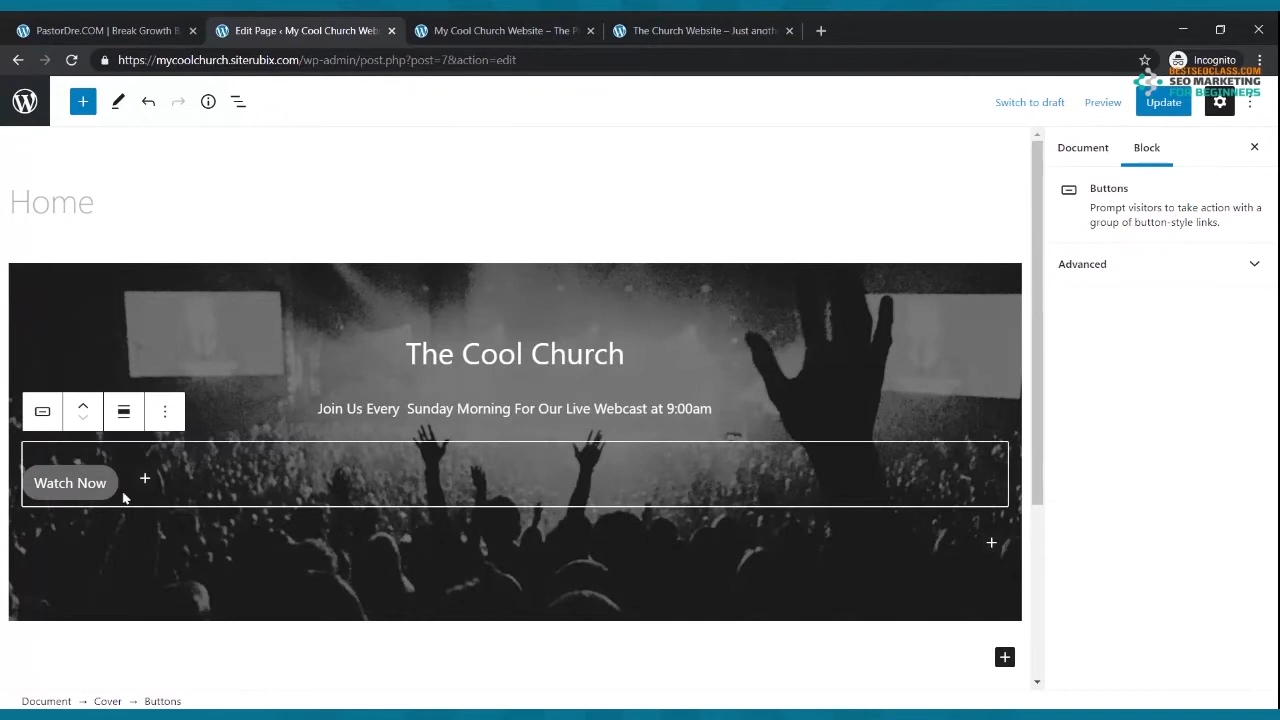 PastorDre.COM | Break Growth B
Edit Page ‹ My Cool Church Web
My Cool Church Website – The P
The Church Website – Just anoth
https://mycoolchurch.siterubix.com/wp-admin/post.php?post=7&action=edit
Incognito
BESTSEOCLASS.COM
SEO MARKETING
FOR BEGINNERS
Switch to draft
Preview
Update
Document
Block
Home
Buttons
Prompt visitors to take action with a
group of button-style links.
Advanced
The Cool Church
Join Us Every Sunday Morning For Our Live Webcast at 9:00am
Watch Now
Document → Cover → Buttons